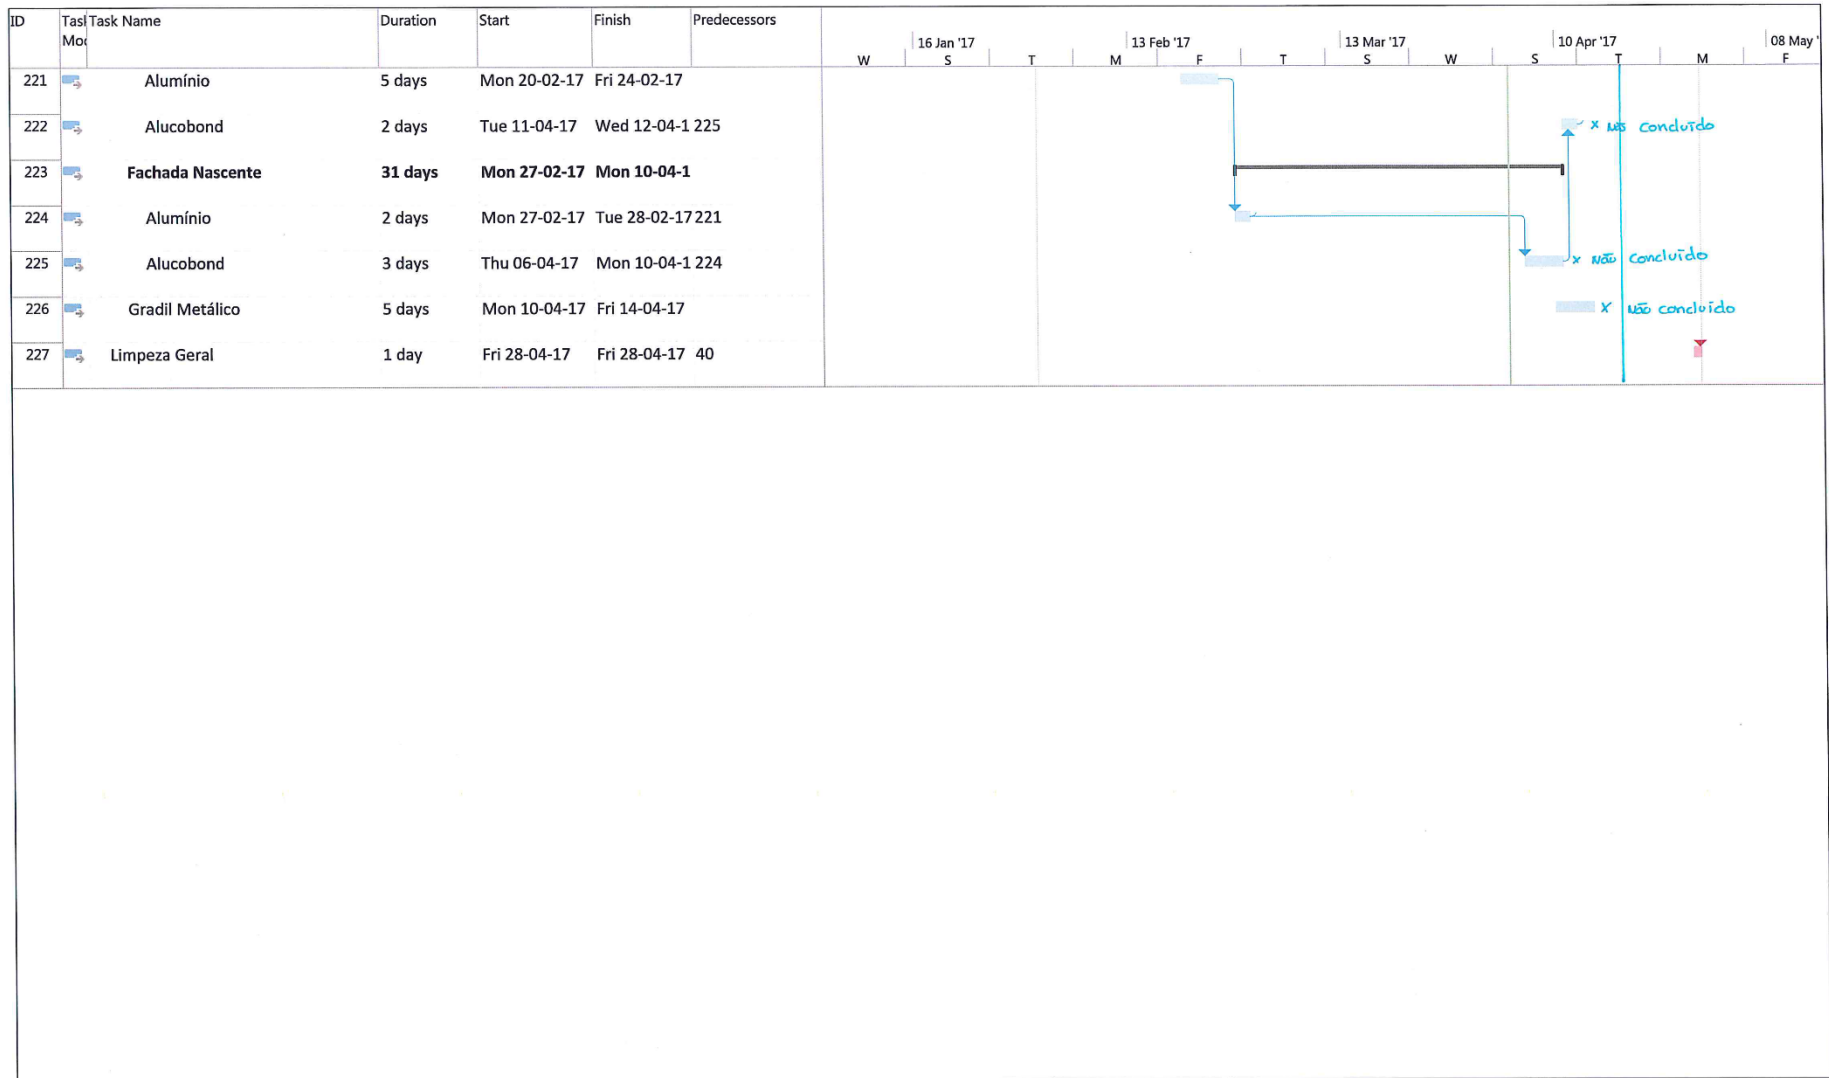 ID Tasl Task Name Duration Start Finish Predecessors
Mod
16 Jan '17 13 Feb '17 13 Mar '17 10 Apr '17 08 May '
W S T M F T S W S T M F
221 Alumínio 5 days Mon 20-02-17 Fri 24-02-17
222 Alucobond 2 days Tue 11-04-17 Wed 12-04-1 225 x Não Concluído
223 Fachada Nascente 31 days Mon 27-02-17 Mon 10-04-1
224 Alumínio 2 days Mon 27-02-17 Tue 28-02-17 221
225 Alucobond 3 days Thu 06-04-17 Mon 10-04-1 224 x Não Concluído
226 Gradil Metálico 5 days Mon 10-04-17 Fri 14-04-17 x Não concluído
227 Limpeza Geral 1 day Fri 28-04-17 Fri 28-04-17 40